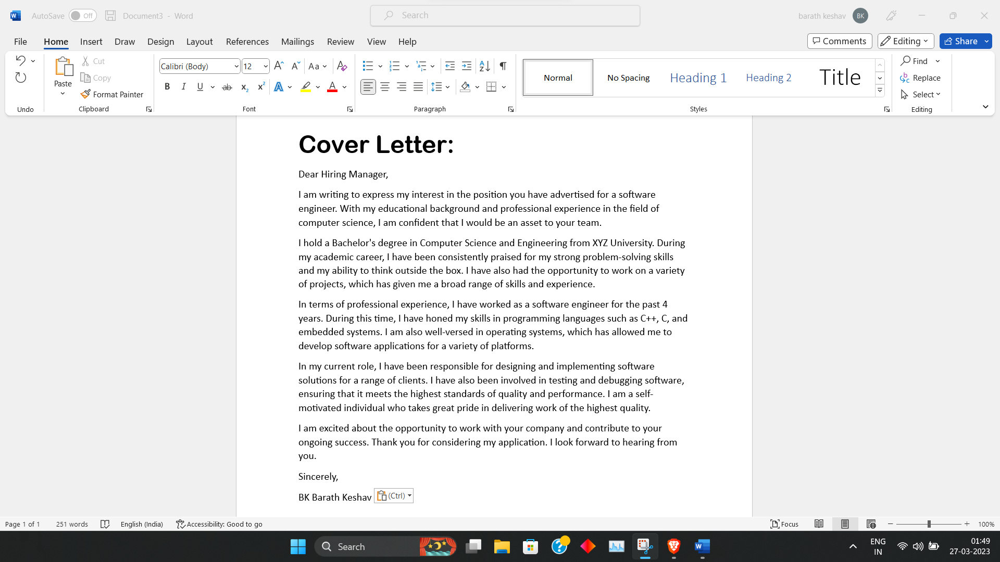 AutoSave Off Document3 - Word Search barath keshav BK
File Home Insert Draw Design Layout References Mailings Review View Help Comments Editing Share
Paste Cut Copy Format Painter
Calibri (Body) 12
Normal No Spacing Heading 1 Heading 2 Title
Find
Replace
Select
Undo Clipboard Font Paragraph Styles Editing
Cover Letter:
Dear Hiring Manager,
I am writing to express my interest in the position you have advertised for a software
engineer. With my educational background and professional experience in the field of
computer science, I am confident that I would be an asset to your team.
I hold a Bachelor's degree in Computer Science and Engineering from XYZ University. During
my academic career, I have been consistently praised for my strong problem-solving skills
and my ability to think outside the box. I have also had the opportunity to work on a variety
of projects, which has given me a broad range of skills and experience.
In terms of professional experience, I have worked as a software engineer for the past 4
years. During this time, I have honed my skills in programming languages such as C++, C, and
embedded systems. I am also well-versed in operating systems, which has allowed me to
develop software applications for a variety of platforms.
In my current role, I have been responsible for designing and implementing software
solutions for a range of clients. I have also been involved in testing and debugging software,
ensuring that it meets the highest standards of quality and performance. I am a self-
motivated individual who takes great pride in delivering work of the highest quality.
I am excited about the opportunity to work with your company and contribute to your
ongoing success. Thank you for considering my application. I look forward to hearing from
you.
Sincerely,
BK Barath Keshav (Ctrl)
Page 1 of 1 251 words English (India) Accessibility: Good to go Focus 100%
Search ENG IN 01:49
27-03-2023